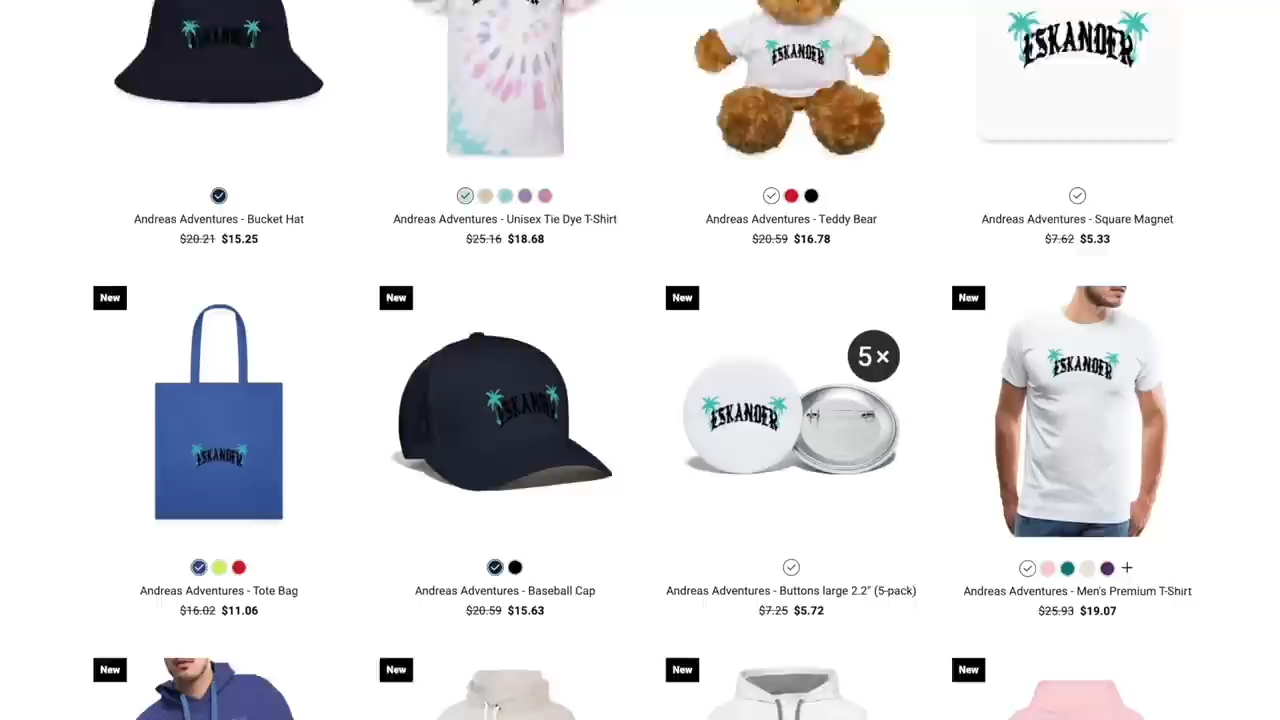 ESKANDER
ESKANDER
Andreas Adventures - Bucket Hat
$20.21 $15.25
Andreas Adventures - Unisex Tie Dye T-Shirt
$25.16 $18.68
Andreas Adventures - Teddy Bear
$20.59 $16.78
Andreas Adventures - Square Magnet
$7.62 $5.33
New
New
New
New
ESKANDER
ESKANDER
5×
ESKANDER
ESKANDER
Andreas Adventures - Tote Bag
$16.02 $11.06
Andreas Adventures - Baseball Cap
$20.59 $15.63
Andreas Adventures - Buttons large 2.2" (5-pack)
$7.25 $5.72
Andreas Adventures - Men's Premium T-Shirt
$25.93 $19.07
New
New
New
New